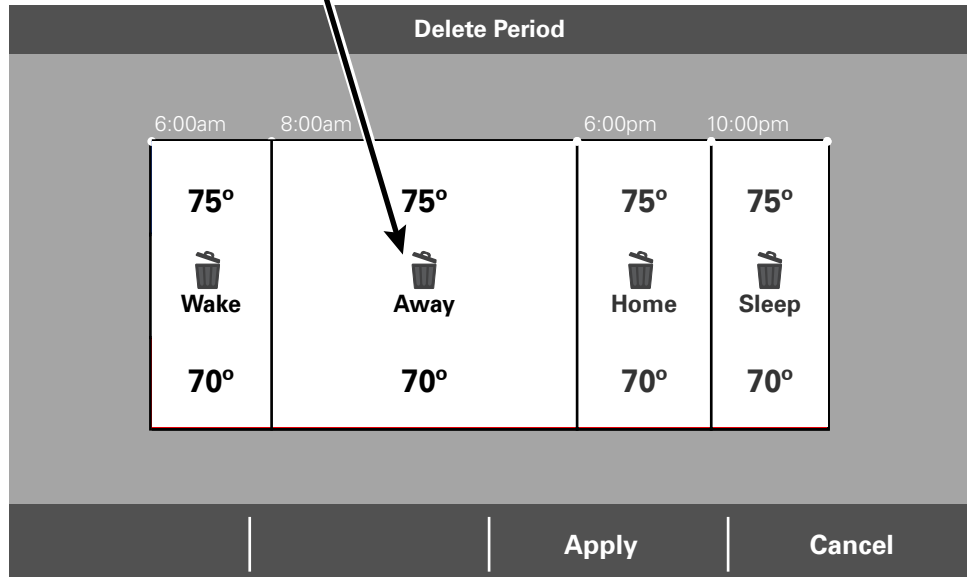 Delete Period
6:00am 8:00am 6:00pm 10:00pm
75º 75º 75º 75º
Wake Away Home Sleep
70º 70º 70º 70º
Apply Cancel